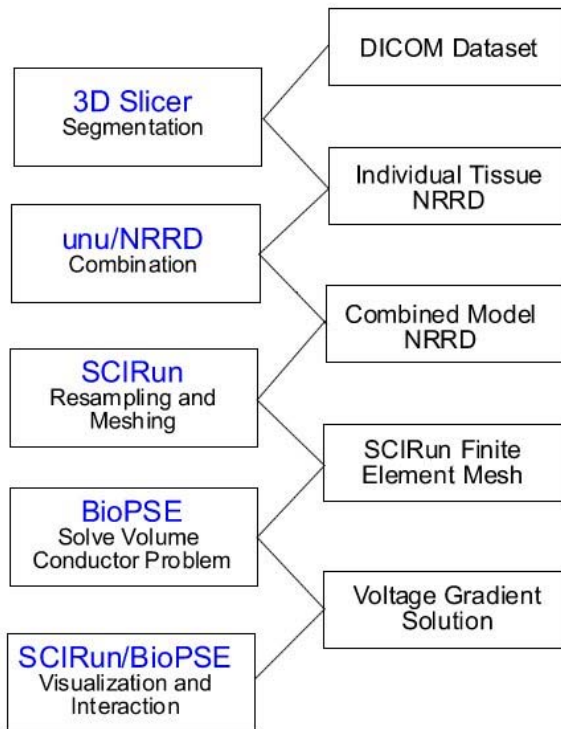 DICOM Dataset
3D Slicer
Segmentation
Individual Tissue
NRRD
unu/NRRD
Combination
Combined Model
NRRD
SCIRun
Resampling and
Meshing
SCIRun Finite
Element Mesh
BioPSE
Solve Volume
Conductor Problem
Voltage Gradient
Solution
SCIRun/BioPSE
Visualization and
Interaction